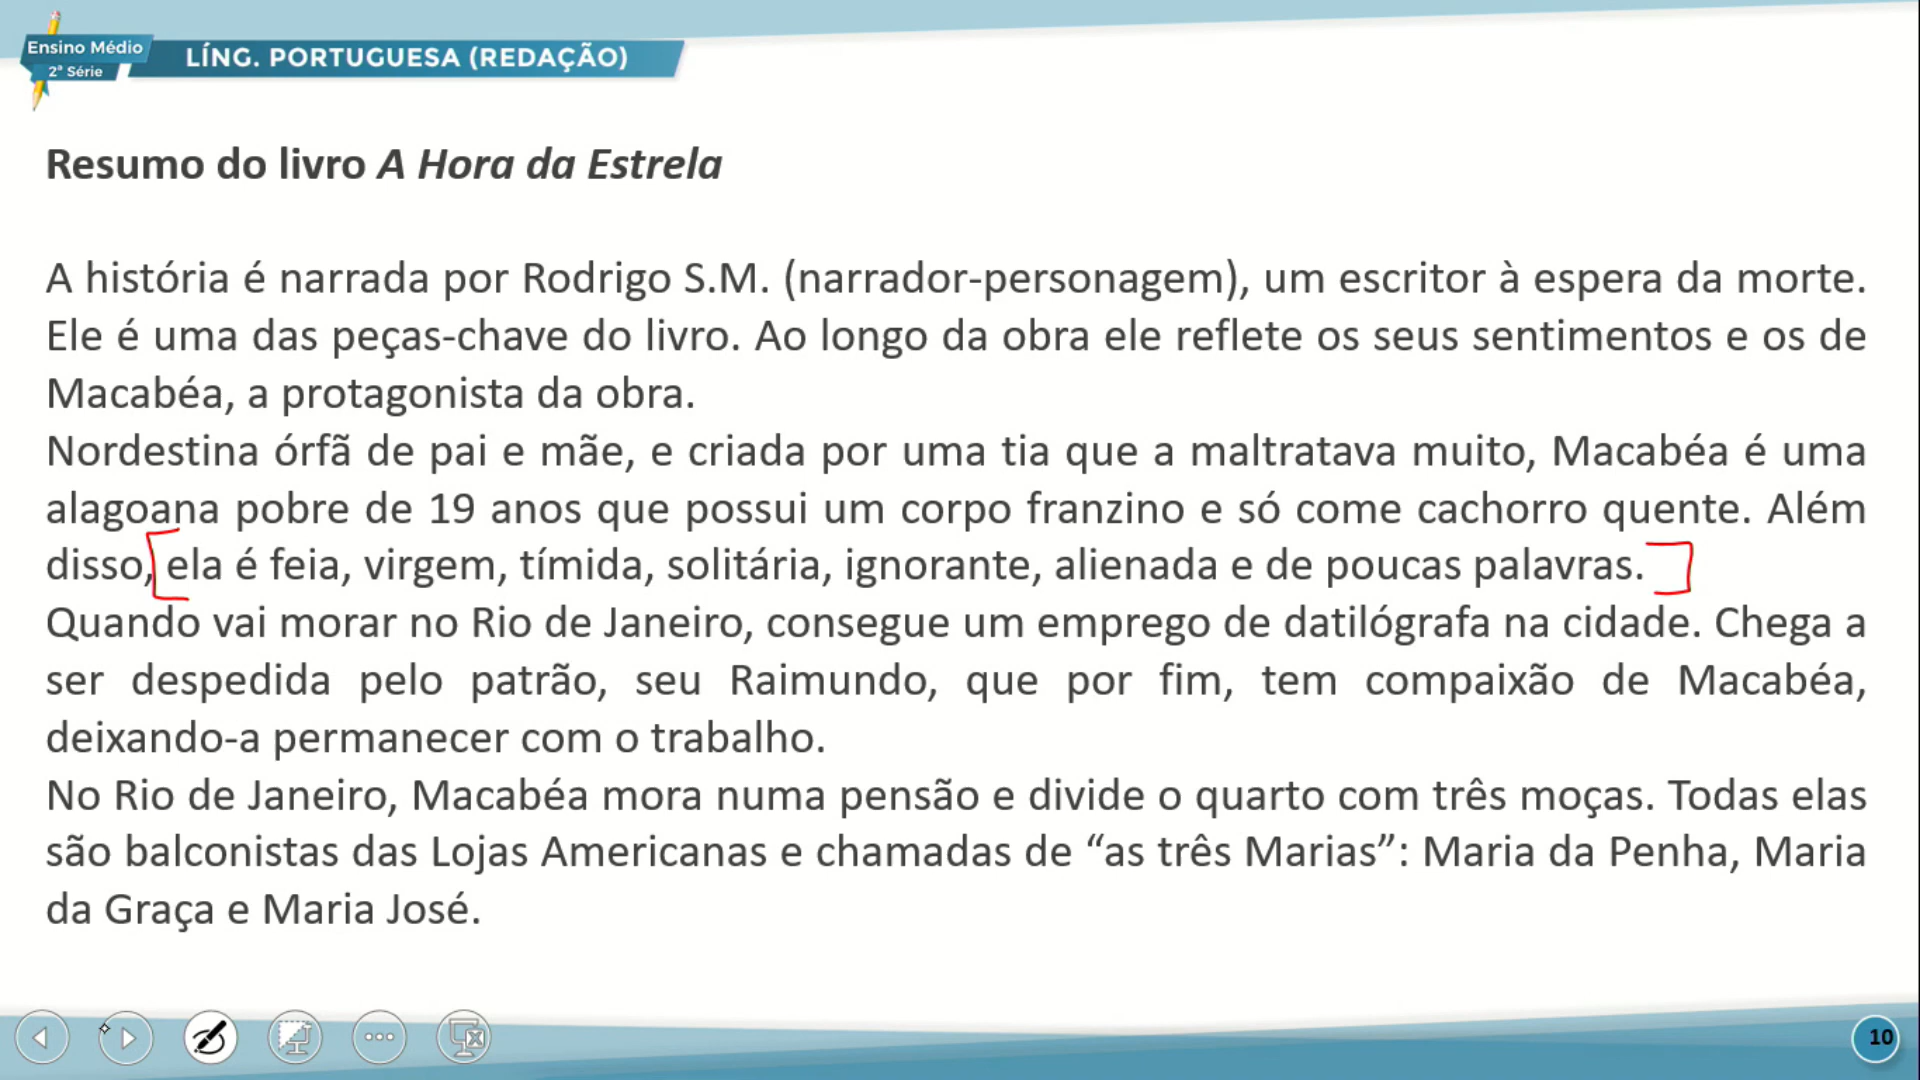 Ensino Médio
2ª Série
LÍNG. PORTUGUESA (REDAÇÃO)
Resumo do livro A Hora da Estrela
A história é narrada por Rodrigo S.M. (narrador-personagem), um escritor à espera da morte.
Ele é uma das peças-chave do livro. Ao longo da obra ele reflete os seus sentimentos e os de
Macabéa, a protagonista da obra.
Nordestina órfã de pai e mãe, e criada por uma tia que a maltratava muito, Macabéa é uma
alagoana pobre de 19 anos que possui um corpo franzino e só come cachorro quente. Além
disso, ela é feia, virgem, tímida, solitária, ignorante, alienada e de poucas palavras.
Quando vai morar no Rio de Janeiro, consegue um emprego de datilógrafa na cidade. Chega a
ser despedida pelo patrão, seu Raimundo, que por fim, tem compaixão de Macabéa,
deixando-a permanecer com o trabalho.
No Rio de Janeiro, Macabéa mora numa pensão e divide o quarto com três moças. Todas elas
são balconistas das Lojas Americanas e chamadas de “as três Marias”: Maria da Penha, Maria
da Graça e Maria José.
10